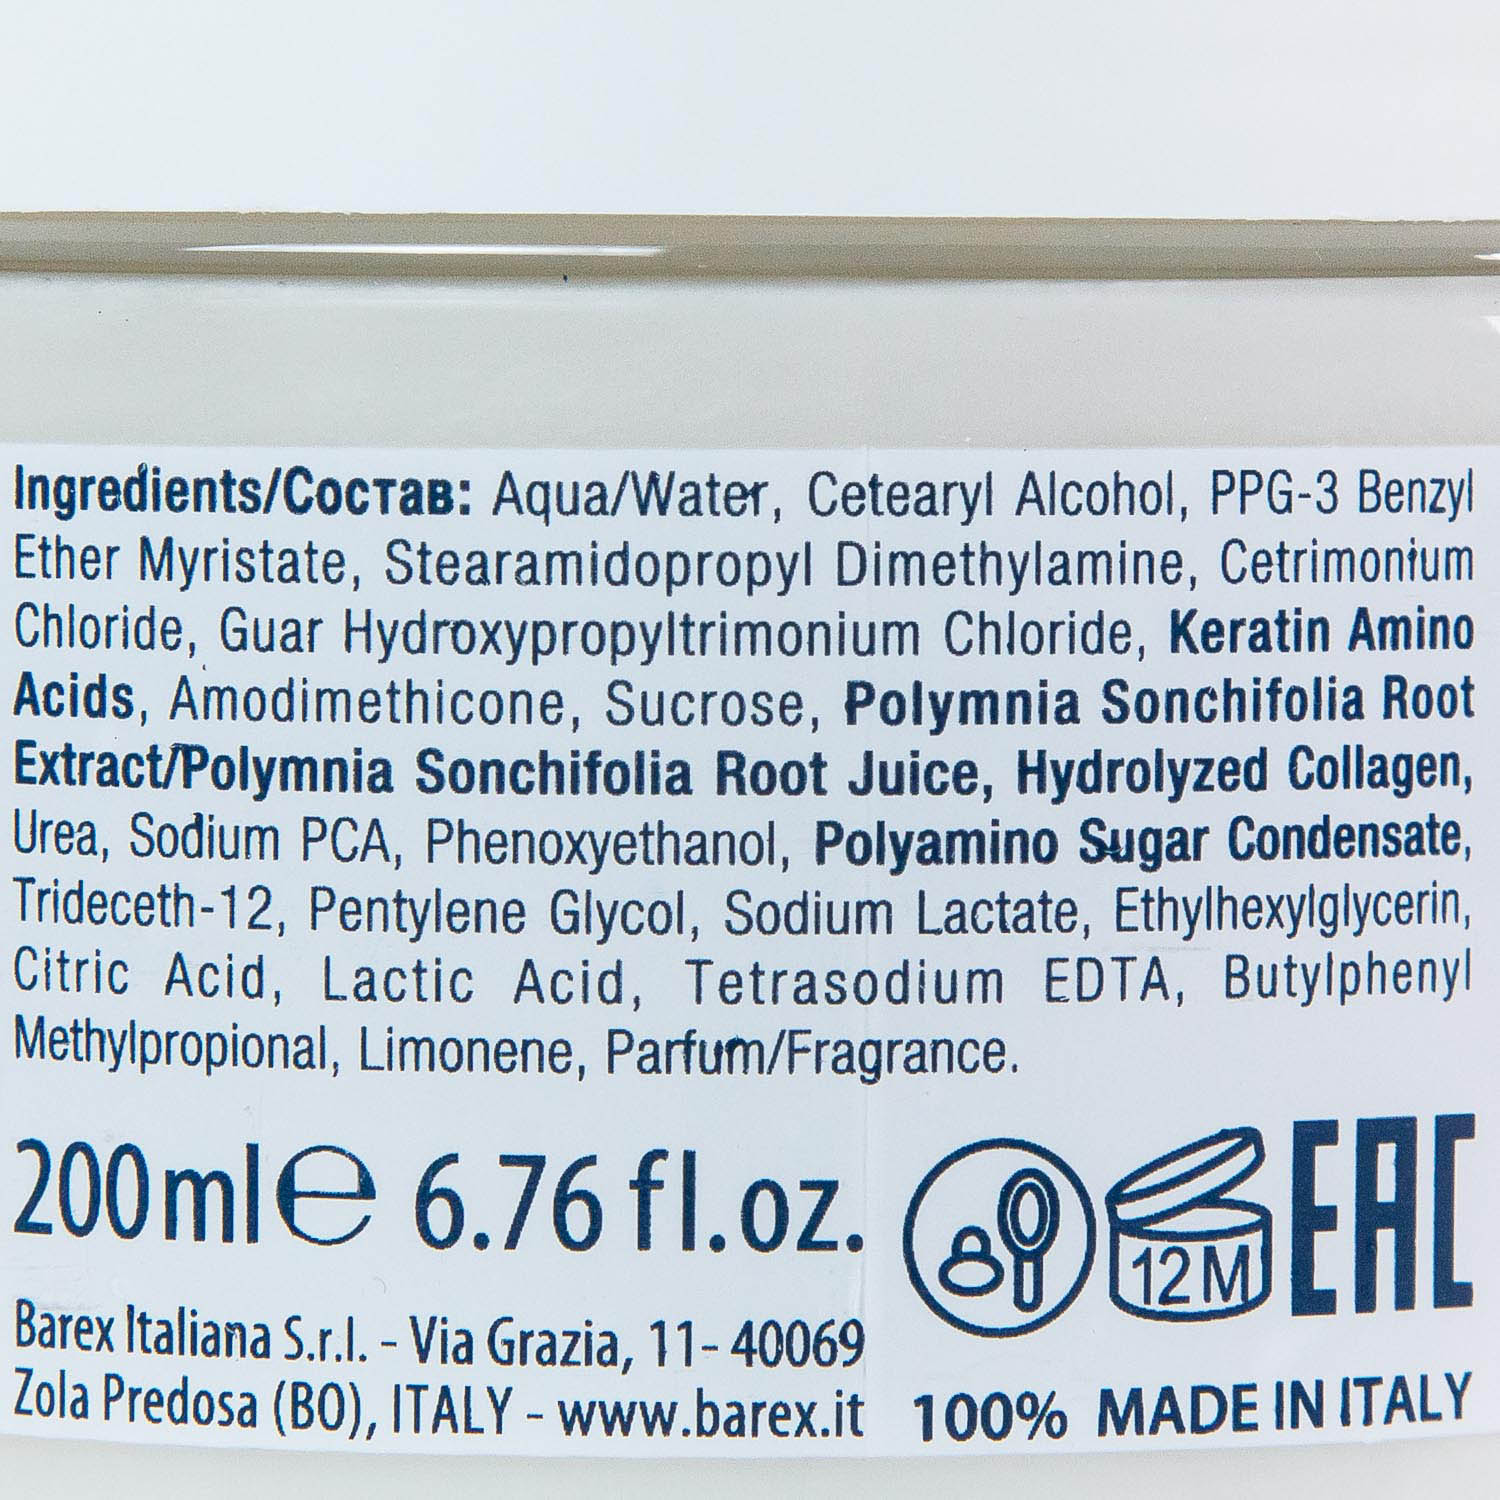 Ingredients/Состав: Aqua/Water, Cetearyl Alcohol, PPG-3 Benzyl
Ether Myristate, Stearamidopropyl Dimethylamine, Cetrimonium
Chloride, Guar Hydroxypropyltrimonium Chloride, Keratin Amino
Acids, Amodimethicone, Sucrose, Polymnia Sonchifolia Root
Extract/Polymnia Sonchifolia Root Juice, Hydrolyzed Collagen,
Urea, Sodium PCA, Phenoxyethanol, Polyamino Sugar Condensate,
Trideceth-12, Pentylene Glycol, Sodium Lactate, Ethylhexylglycerin,
Citric Acid, Lactic Acid, Tetrasodium EDTA, Butylphenyl
Methylpropional, Limonene, Parfum/Fragrance.
200ml℮ 6.76 fl.oz.
12M
EAC
Barex Italiana S.r.l. - Via Grazia, 11- 40069
Zola Predosa (BO), ITALY - www.barex.it
100% MADE IN ITALY